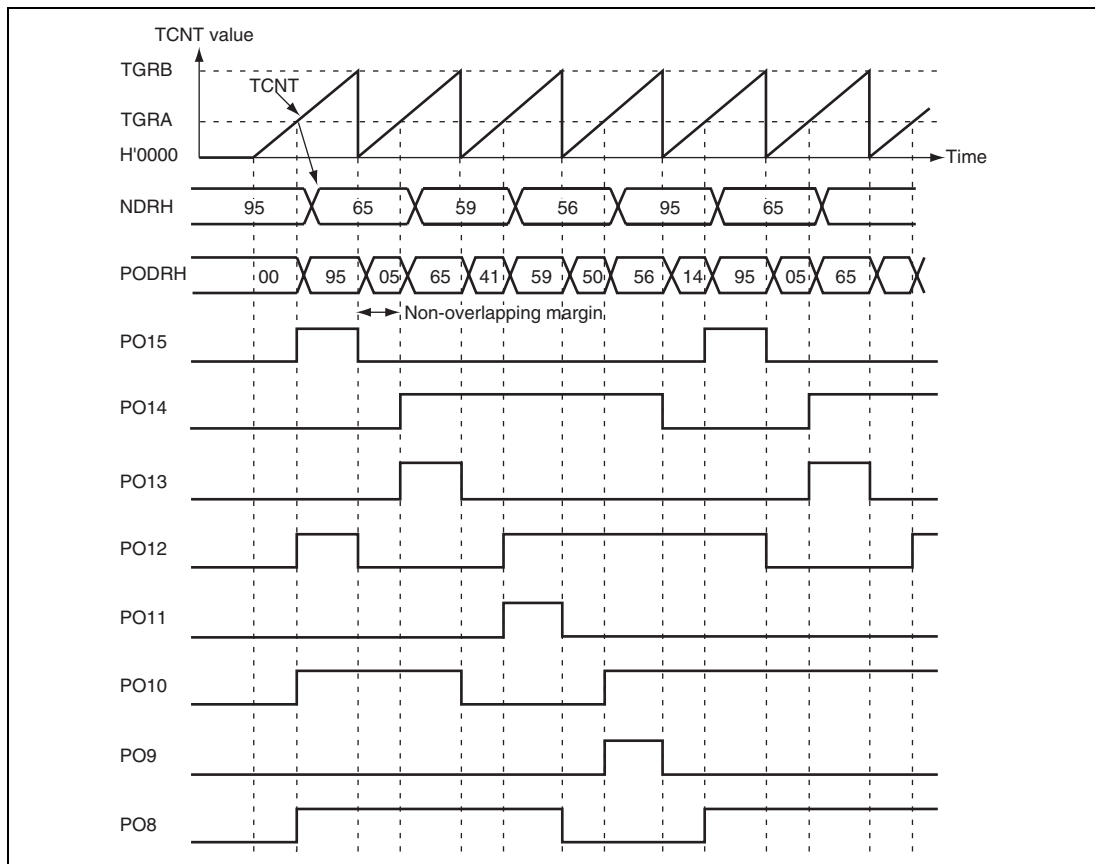 TCNT value
TGRB
TCNT
TGRA
H'0000
Time
NDRH 95 65 59 56 95 65
PODRH 00 95 05 65 41 59 50 56 14 95 05 65
Non-overlapping margin
PO15
PO14
PO13
PO12
PO11
PO10
PO9
PO8